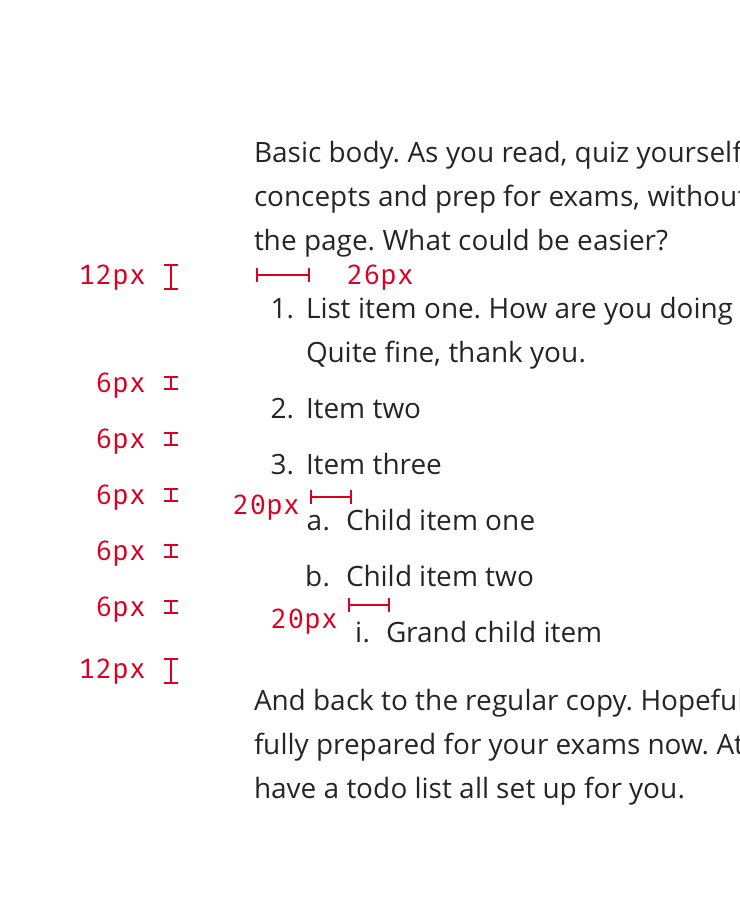 Basic body. As you read, quiz yourself
concepts and prep for exams, without
the page. What could be easier?
12px 26px
1. List item one. How are you doing
Quite fine, thank you.
6px
2. Item two
6px
3. Item three
6px
20px
a. Child item one
6px
b. Child item two
6px
20px
i. Grand child item
12px
And back to the regular copy. Hopeful
fully prepared for your exams now. At
have a todo list all set up for you.